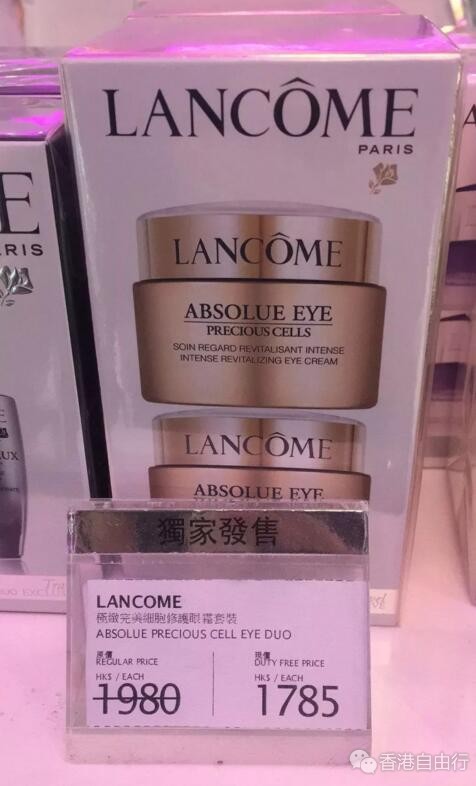 LANCÔME
PARIS
E
PARIS
LANCÔME
ABSOLUE EYE
PRECIOUS CELLS
SOIN REGARD REVITALISANT INTENSE
INTENSE REVITALIZING EYE CREAM
LANCÔME
ABSOLUE EYE
獨家發售
LANCOME
極緻完美細胞修護眼霜套裝
ABSOLUE PRECIOUS CELL EYE DUO
原價
REGULAR PRICE
HK$ / EACH
1980
現價
DUTY FREE PRICE
HK$ / EACH
1785
香港自由行